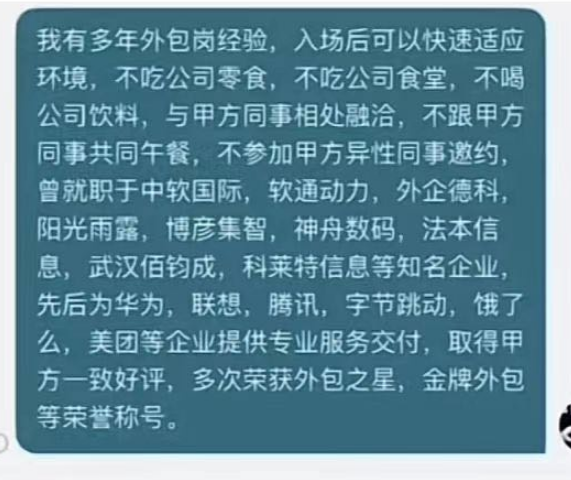 我有多年外包岗经验，入场后可以快速适应
环境，不吃公司零食，不吃公司食堂，不喝
公司饮料，与甲方同事相处融洽，不跟甲方
同事共同午餐，不参加甲方异性同事邀约，
曾就职于中软国际，软通动力，外企德科，
阳光雨露，博彦集智，神舟数码，法本信
息，武汉佰钧成，科莱特信息等知名企业，
先后为华为，联想，腾讯，字节跳动，饿了
么，美团等企业提供专业服务交付，取得甲
方一致好评，多次荣获外包之星，金牌外包
等荣誉称号。